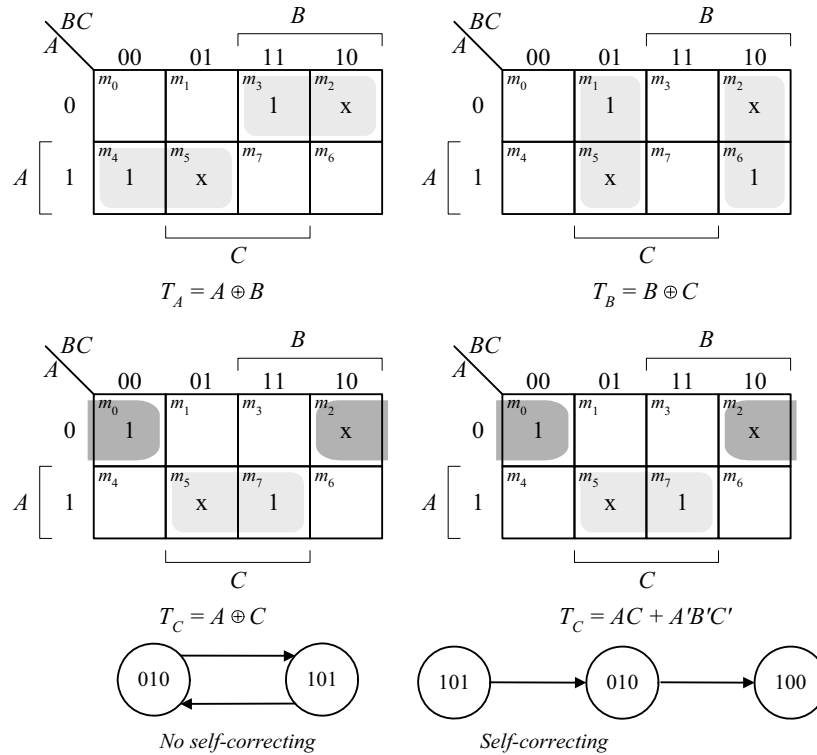 BC B BC B
A 00 01 11 10 A 00 01 11 10
m0 m1 m3 m2 m0 m1 m3 m2
0 1 x 0 1 x
m4 m5 m7 m6 m4 m5 m7 m6
A 1 1 x A 1 x 1
C C
T_A = A ⊕ B T_B = B ⊕ C
BC B BC B
A 00 01 11 10 A 00 01 11 10
m0 m1 m3 m2 m0 m1 m3 m2
0 1 x 0 1 x
m4 m5 m7 m6 m4 m5 m7 m6
A 1 x 1 A 1 x 1
C C
T_C = A ⊕ C T_C = AC + A'B'C'
010 101 101 010 100
No self-correcting Self-correcting